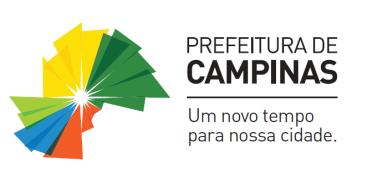 PREFEITURA DE
CAMPINAS
Um novo tempo
para nossa cidade.